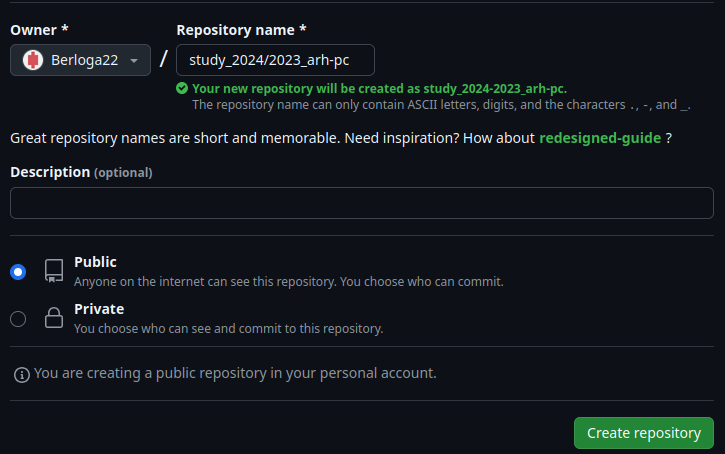 Owner * Repository name *
Berloga22 / study_2024/2023_arh-pc
Your new repository will be created as study_2024-2023_arh-pc.
The repository name can only contain ASCII letters, digits, and the characters ., -, and _.
Great repository names are short and memorable. Need inspiration? How about redesigned-guide ?
Description (optional)
Public
Anyone on the internet can see this repository. You choose who can commit.
Private
You choose who can see and commit to this repository.
You are creating a public repository in your personal account.
Create repository